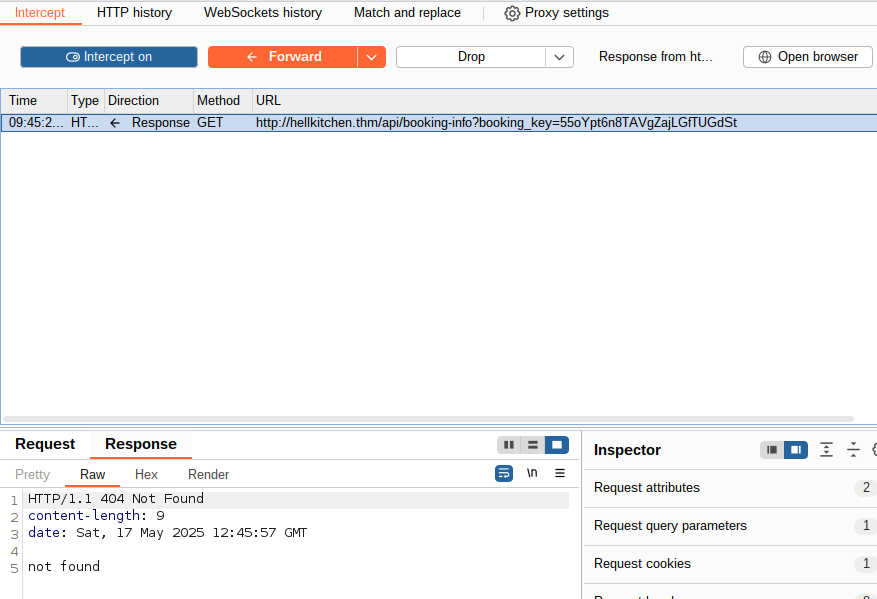 Intercept HTTP history WebSockets history Match and replace Proxy settings
Intercept on Forward Drop Response from ht... Open browser
Time Type Direction Method URL
09:45:2... HT... Response GET http://hellkitchen.thm/api/booking-info?booking_key=55oYpt6n8TAVgZajLGfTUGdSt
Request Response
Pretty Raw Hex Render \n
1 HTTP/1.1 404 Not Found
2 content-length: 9
3 date: Sat, 17 May 2025 12:45:57 GMT
4
5 not found
Inspector
Request attributes 2
Request query parameters 1
Request cookies 1